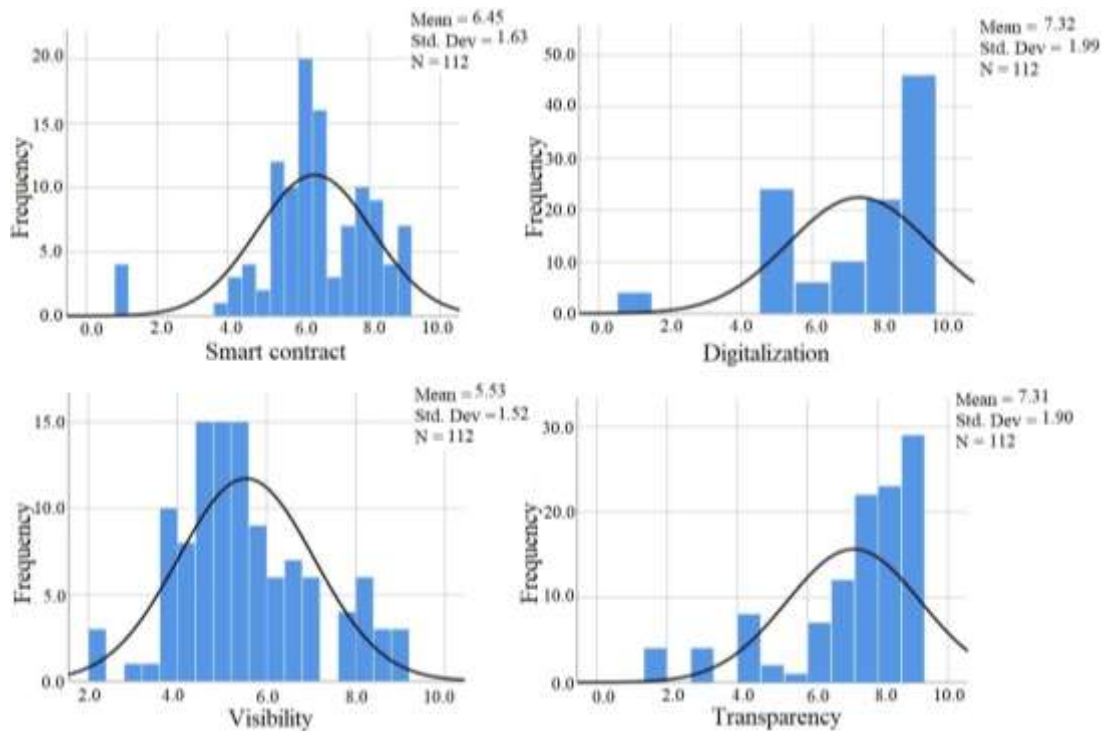 Mean = 6.45
Std. Dev = 1.63
N = 112
Frequency
20.0
15.0
10.0
5.0
0.0
0.0 2.0 4.0 6.0 8.0 10.0
Smart contract
Mean = 7.32
Std. Dev = 1.99
N = 112
Frequency
50.0
40.0
30.0
20.0
10.0
0.0
0.0 2.0 4.0 6.0 8.0 10.0
Digitalization
Mean = 5.53
Std. Dev = 1.52
N = 112
Frequency
15.0
10.0
5.0
0.0
2.0 4.0 6.0 8.0 10.0
Visibility
Mean = 7.31
Std. Dev = 1.90
N = 112
Frequency
30.0
20.0
10.0
0.0
0.0 2.0 4.0 6.0 8.0 10.0
Transparency